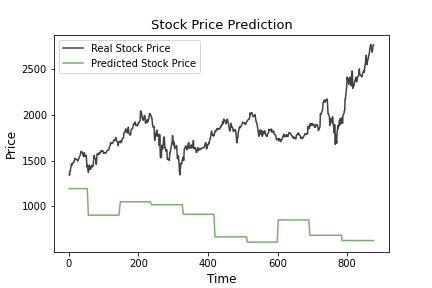 Stock Price Prediction
Real Stock Price
Predicted Stock Price
Price
2500
2000
1500
1000
0 200 400 600 800
Time